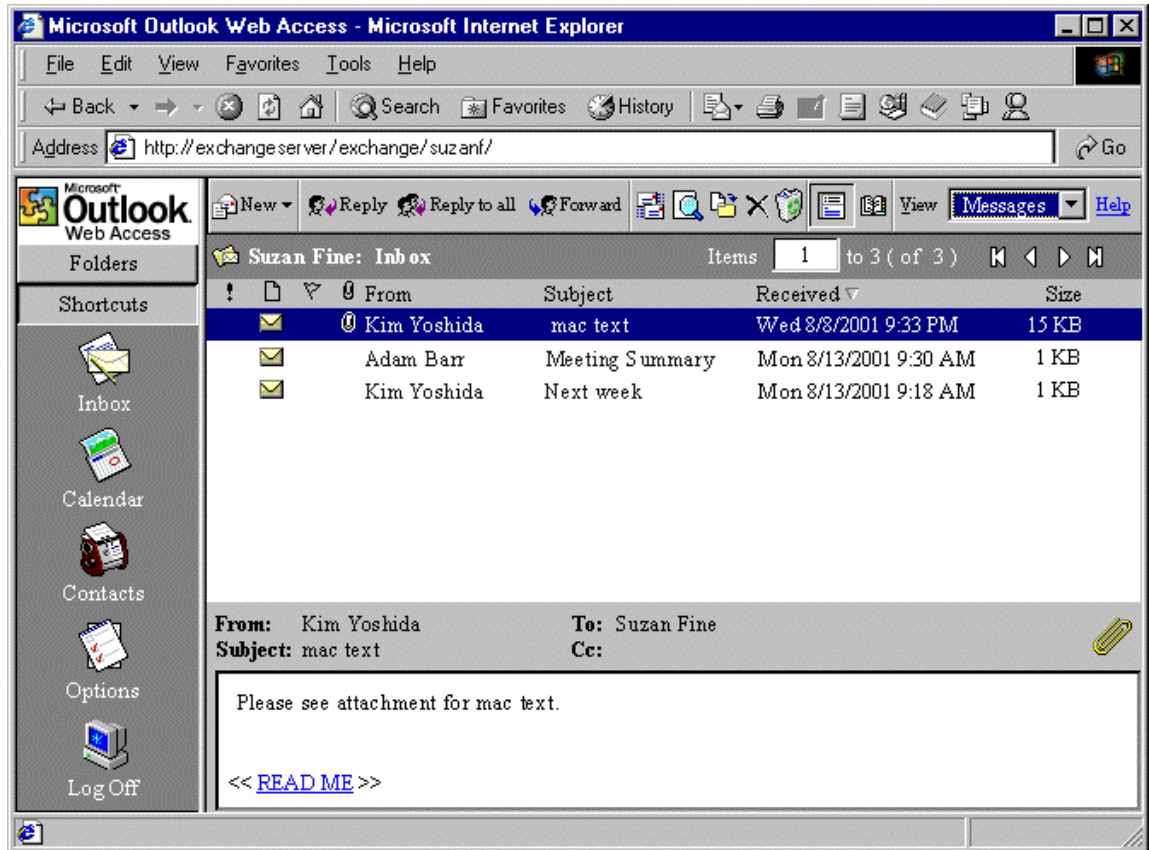 Microsoft Outlook Web Access - Microsoft Internet Explorer
File Edit View Favorites Tools Help
Back Search Favorites History
Address http://exchangeserver/exchange/suzanf/ Go
Microsoft Outlook Web Access
New Reply Reply to all Forward View Messages Help
Folders
Suzan Fine: Inbox Items 1 to 3 ( of 3 )
Shortcuts
! From Subject Received Size
Kim Yoshida mac text Wed 8/8/2001 9:33 PM 15 KB
Adam Barr Meeting Summary Mon 8/13/2001 9:30 AM 1 KB
Kim Yoshida Next week Mon 8/13/2001 9:18 AM 1 KB
Inbox
Calendar
Contacts
Options
Log Off
From: Kim Yoshida To: Suzan Fine
Subject: mac text Cc:
Please see attachment for mac text.
<< READ ME >>